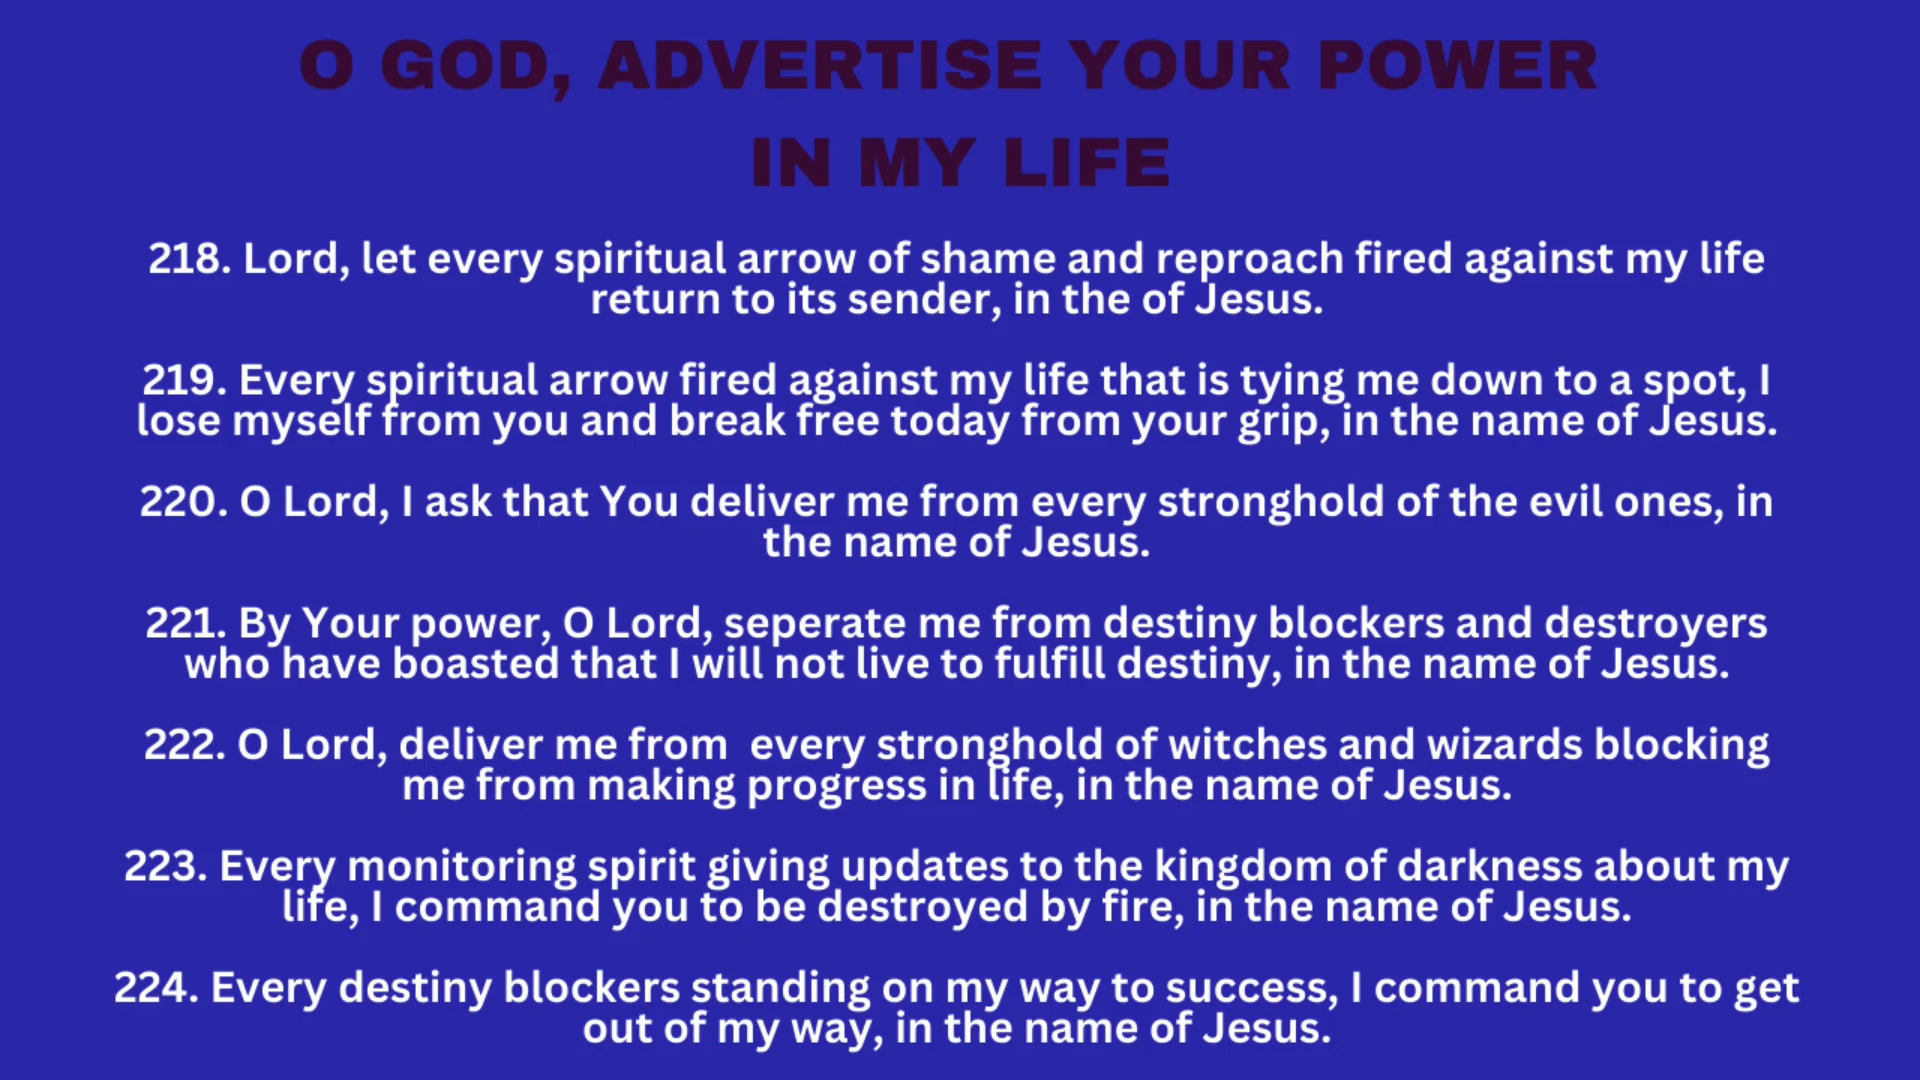 O GOD, ADVERTISE YOUR POWER
IN MY LIFE
218. Lord, let every spiritual arrow of shame and reproach fired against my life
return to its sender, in the of Jesus.
219. Every spiritual arrow fired against my life that is tying me down to a spot, I
lose myself from you and break free today from your grip, in the name of Jesus.
220. O Lord, I ask that You deliver me from every stronghold of the evil ones, in
the name of Jesus.
221. By Your power, O Lord, seperate me from destiny blockers and destroyers
who have boasted that I will not live to fulfill destiny, in the name of Jesus.
222. O Lord, deliver me from  every stronghold of witches and wizards blocking
me from making progress in life, in the name of Jesus.
223. Every monitoring spirit giving updates to the kingdom of darkness about my
life, I command you to be destroyed by fire, in the name of Jesus.
224. Every destiny blockers standing on my way to success, I command you to get
out of my way, in the name of Jesus.